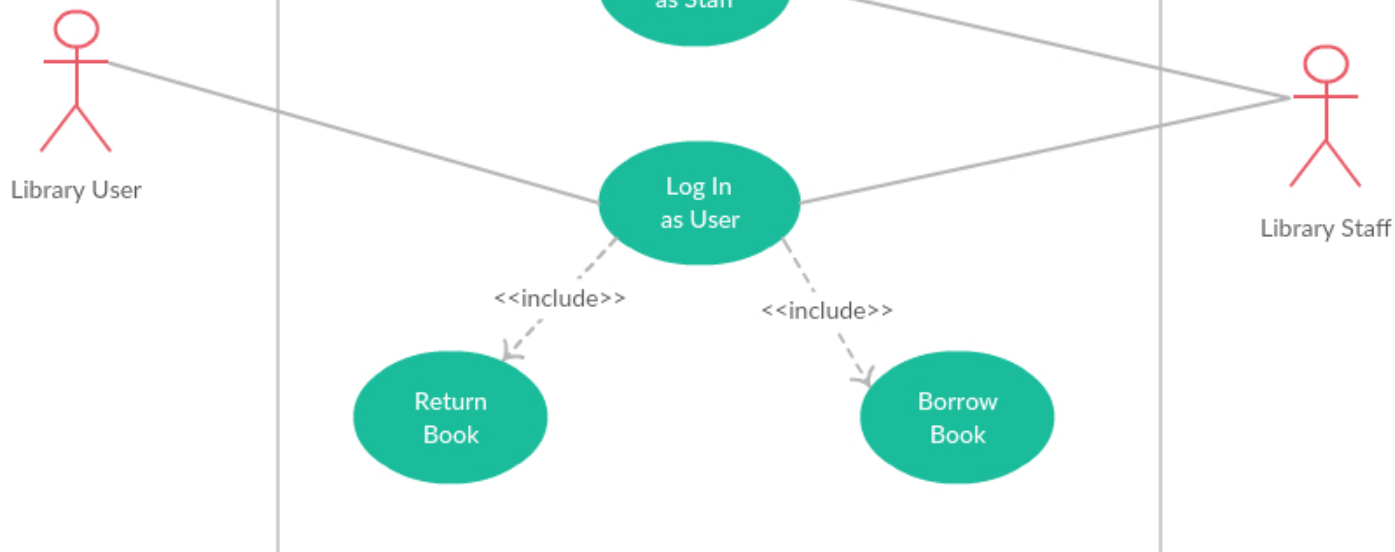 as Staff
Library User
Log In
as User
Library Staff
<<include>>
<<include>>
Return
Book
Borrow
Book